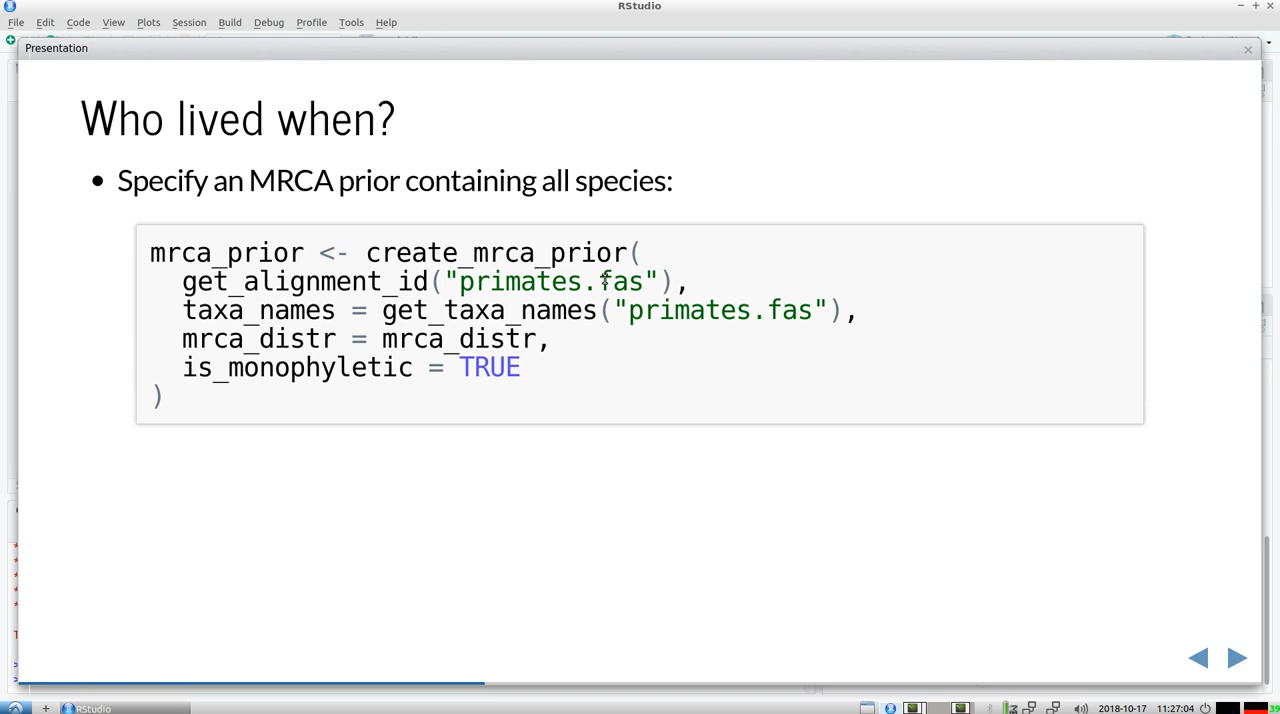 RStudio
File Edit Code View Plots Session Build Debug Profile Tools Help
Presentation
Who lived when?
• Specify an MRCA prior containing all species:
mrca_prior <- create_mrca_prior(
  get_alignment_id("primates.fas"),
  taxa_names = get_taxa_names("primates.fas"),
  mrca_distr = mrca_distr,
  is_monophyletic = TRUE
)
RStudio
2018-10-17 11:27:04
39